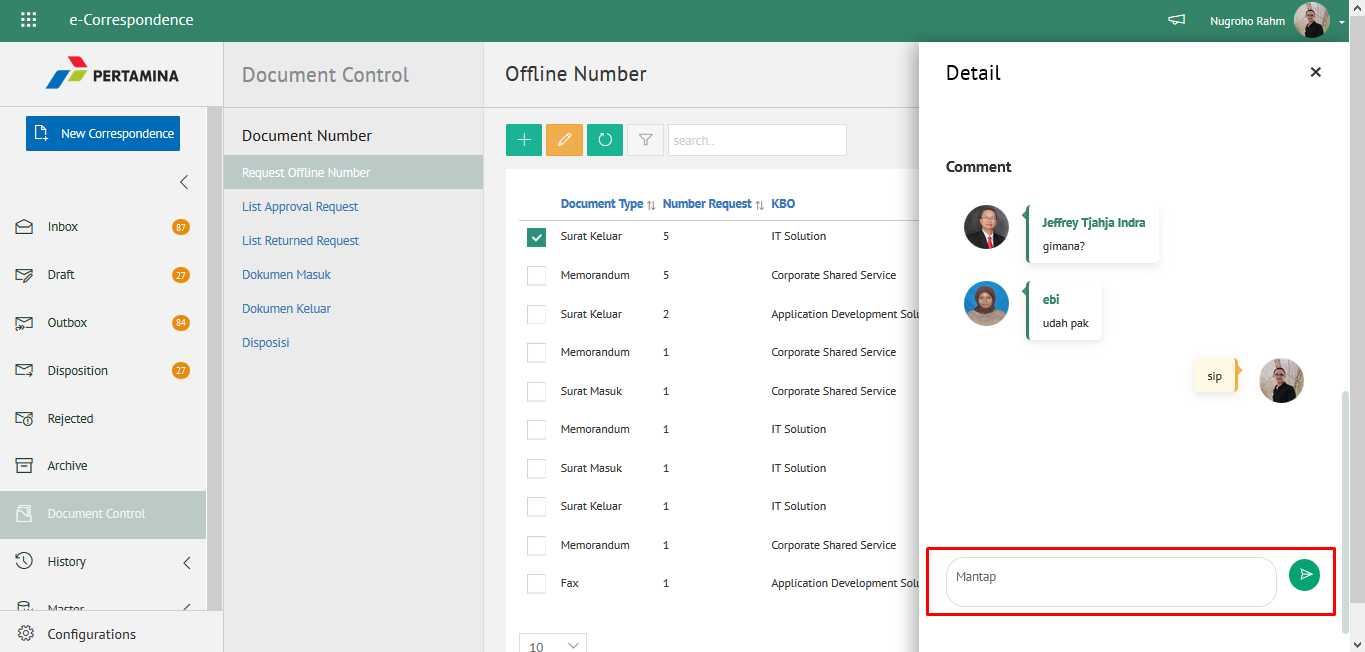 e-Correspondence
Nugroho Rahm
PERTAMINA
New Correspondence
Inbox 87
Draft 27
Outbox 84
Disposition 27
Rejected
Archive
Document Control
History
Master
Configurations
Document Control
Document Number
Request Offline Number
List Approval Request
List Returned Request
Dokumen Masuk
Dokumen Keluar
Disposisi
Offline Number
search..
Document Type Number Request KBO
Surat Keluar 5 IT Solution
Memorandum 5 Corporate Shared Service
Surat Keluar 2 Application Development Solu
Memorandum 1 Corporate Shared Service
Surat Masuk 1 Corporate Shared Service
Memorandum 1 IT Solution
Surat Masuk 1 IT Solution
Surat Keluar 1 IT Solution
Memorandum 1 Corporate Shared Service
Fax 1 Application Development Solu
10
Detail
Comment
Jeffrey Tjahja Indra
gimana?
ebi
udah pak
sip
Mantap